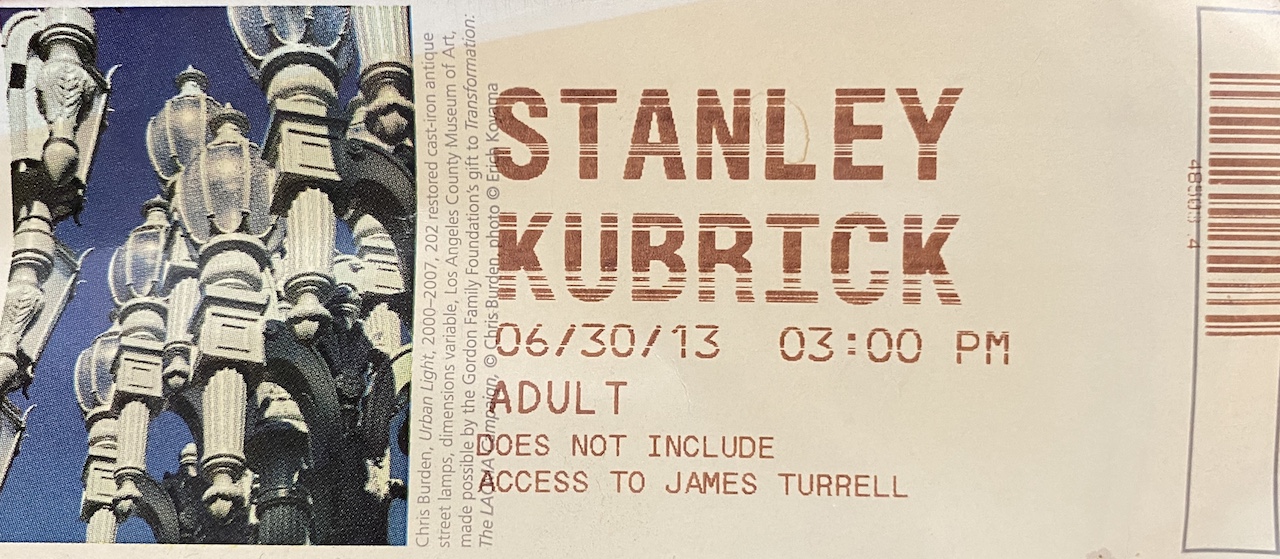 Chris Burden, Urban Light, 2000–2007, 202 restored cast-iron antique
street lamps, dimensions variable, Los Angeles County Museum of Art,
made possible by the Gordon Family Foundation's gift to Transformation:
The LACMA Campaign, © Chris Burden, photo © Erich Koyama
STANLEY
KUBRICK
06/30/13 03:00 PM
ADULT
DOES NOT INCLUDE
ACCESS TO JAMES TURRELL